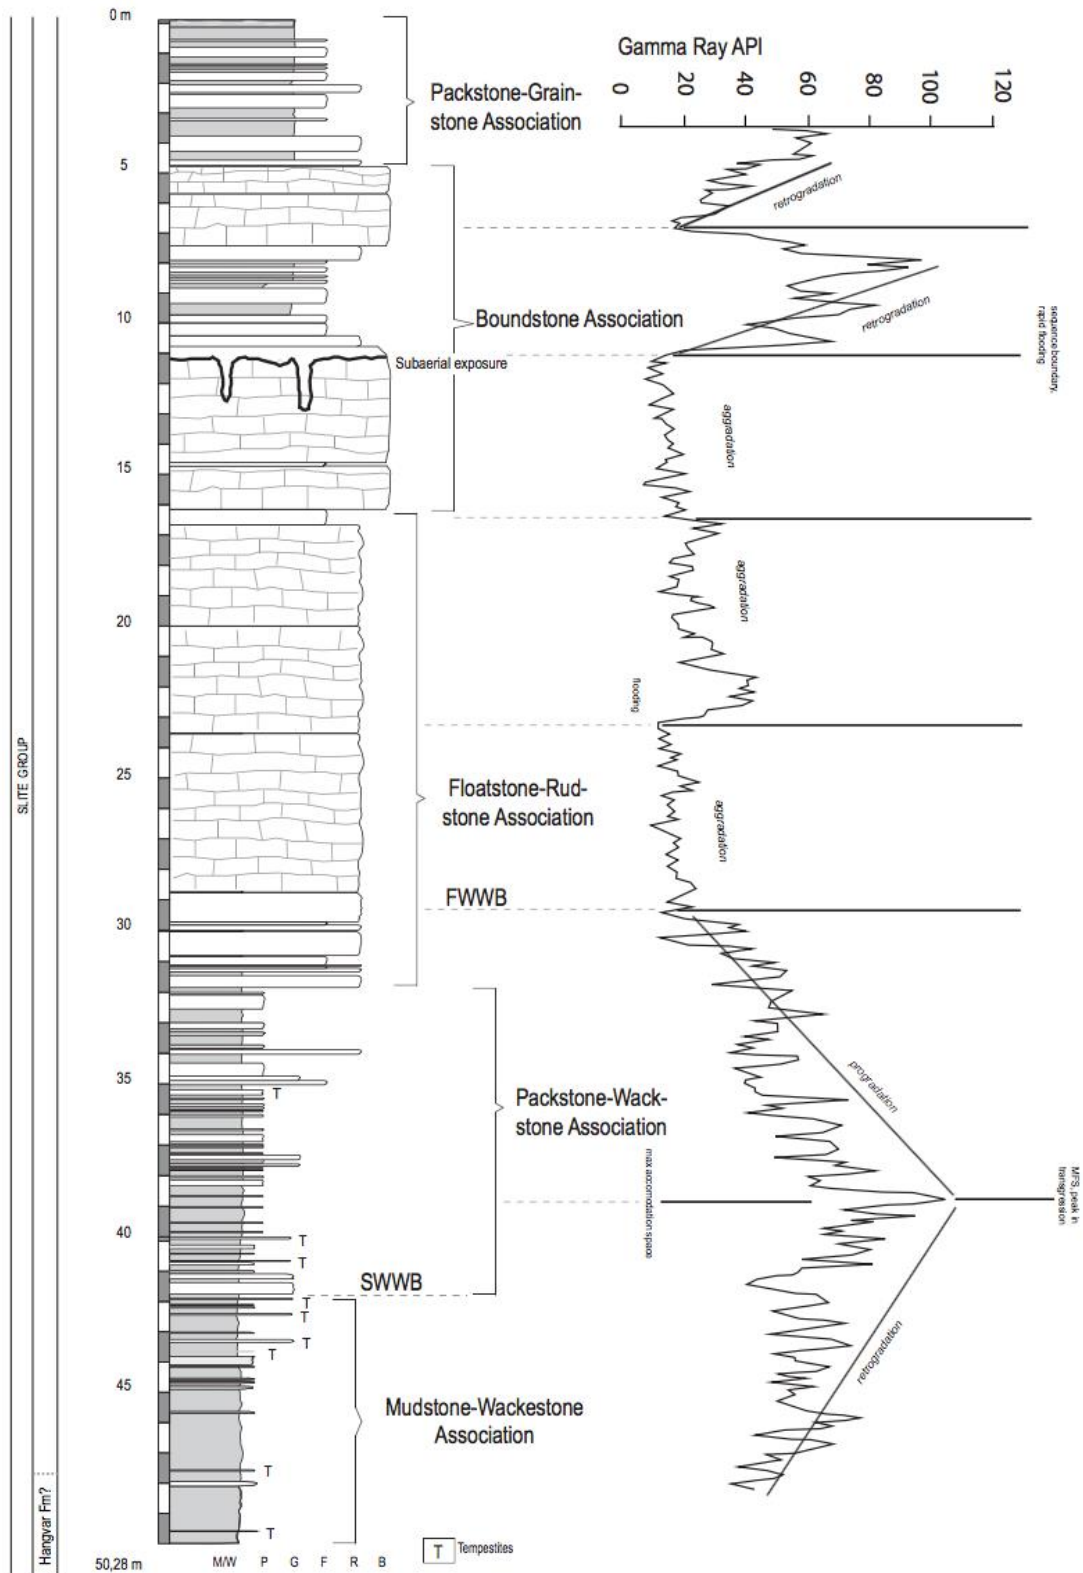 0 m
Gamma Ray API
0
20
40
60
80
100
120
Packstone-Grain-
stone Association
5
retrogradation
Boundstone Association
retrogradation
10
sequence boundary,
rapid flooding
Subaerial exposure
aggradation
15
aggradation
20
flooding
SLITE GROUP
25
Floatstone-Rud-
stone Association
aggradation
FWWB
30
progradation
35
T
Packstone-Wack-
stone Association
max accomodation space
MFS, peak in
transgression
40
T
T
SWWB
T
T
T
T
retrogradation
45
Mudstone-Wackestone
Association
T
Hangvar Fm?
T
50,28 m
M/W P G F R B
T Tempestites